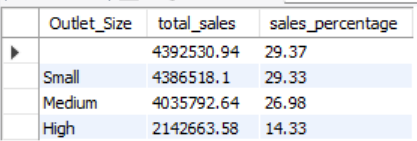 Outlet_Size total_sales sales_percentage
4392530.94 29.37
Small 4386518.1 29.33
Medium 4035792.64 26.98
High 2142663.58 14.33